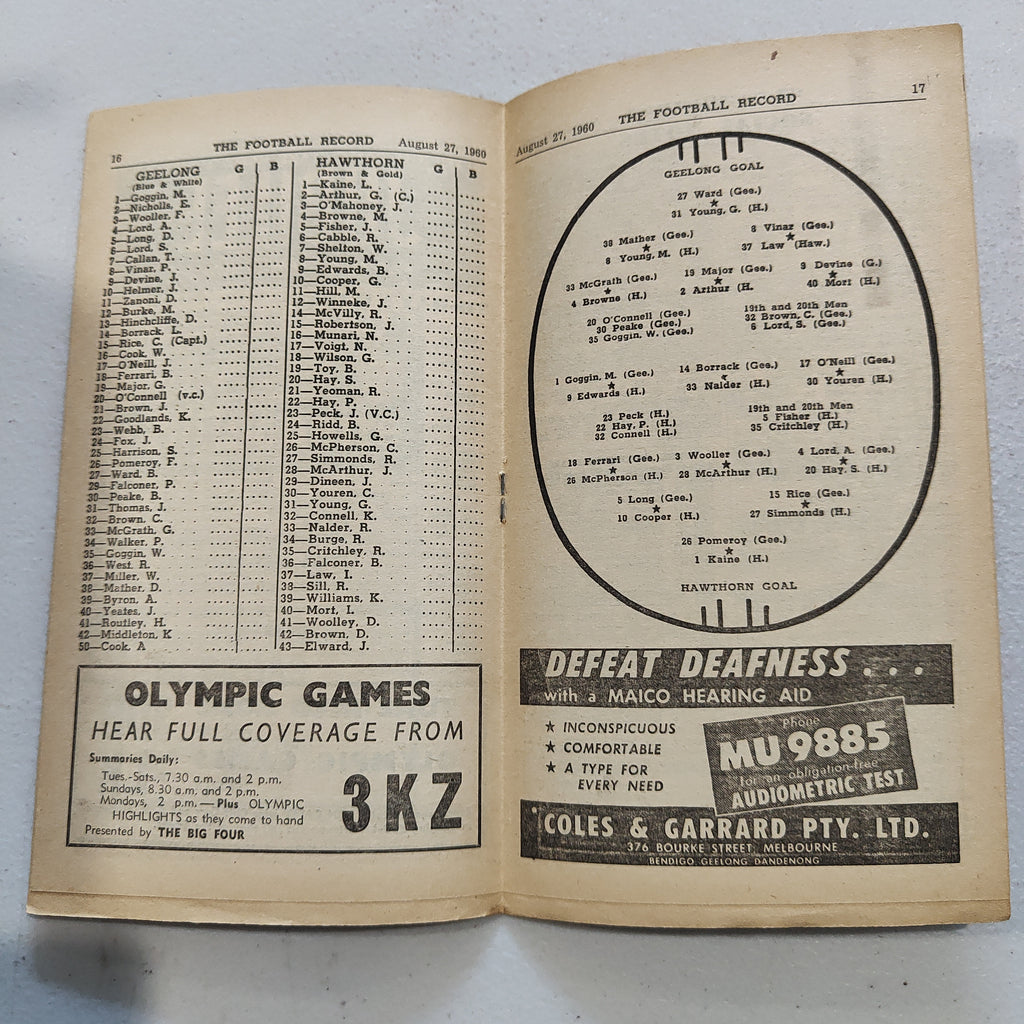 16 THE FOOTBALL RECORD August 27, 1960
GEELONG G B
(Blue & White)
1—Goggin, M.
2—Nicholls, E.
3—Wooller, F.
4—Lord, A.
5—Long, D.
6—Lord, S.
7—Callan, T.
8—Vinar, P.
9—Devine, J.
10—Helmer, J.
11—Zanoni, D.
12—Burke, M.
13—Hinchcliffe, D.
14—Borrack, L.
15—Rice, C. (Capt.)
16—Cook, W.
17—O'Neill, J.
18—Ferrari, B.
19—Major, G.
20—O'Connell (v.c.)
21—Brown, J.
22—Goodlands, K.
23—Webb, B.
24—Fox, J.
25—Harrison, S.
26—Pomeroy, F.
27—Ward, B.
29—Falconer, P.
30—Peake, B.
31—Thomas, J.
32—Brown, C.
33—McGrath, G.
34—Walker, P.
35—Goggin, W.
36—West, R.
37—Miller, W.
38—Mather, D.
39—Byron, A.
40—Yeates, J.
41—Routley, H.
42—Middleton, K
50—Cook, A
HAWTHORN G B
(Brown & Gold)
1—Kaine, L.
2—Arthur, G. (C.)
3—O'Mahoney, J.
4—Browne, M.
5—Fisher, J.
6—Cabble, R.
7—Shelton, W.
8—Young, M.
9—Edwards, B.
10—Cooper, G.
11—Hill, M.
12—Winneke, J.
14—McVilly, R.
15—Robertson, J.
16—Munari, N.
17—Voigt, N.
18—Wilson, G.
19—Toy, B.
20—Hay, S.
21—Yeoman, R.
22—Hay, P.
23—Peck, J. (V.C.)
24—Ridd, B.
25—Howells, G.
26—McPherson, C.
27—Simmonds, R.
28—McArthur, J.
29—Dineen, J.
30—Youren, C.
31—Young, G.
32—Connell, K.
33—Nalder, R.
34—Burge, R.
35—Critchley, R.
36—Falconer, B.
37—Law, I.
38—Sill, R.
39—Williams, K.
40—Mort, I.
41—Woolley, D.
42—Brown, D.
43—Elward, J.
OLYMPIC GAMES
HEAR FULL COVERAGE FROM
Summaries Daily:
Tues.-Sats., 7.30 a.m. and 2 p.m.
Sundays, 8.30 a.m. and 2 p.m.
Mondays, 2 p.m.—Plus OLYMPIC
HIGHLIGHTS as they come to hand
Presented by THE BIG FOUR
3KZ
August 27, 1960 THE FOOTBALL RECORD 17
GEELONG GOAL
27 Ward (Gee.)
31 Young, G. (H.)
38 Mather (Gee.) 8 Vinar (Gee.)
8 Young, M. (H.) 37 Law (Haw.)
33 McGrath (Gee.) 19 Major (Gee.) 9 Devine (G.)
4 Browne (H.) 2 Arthur (H. 40 Mort (H.)
20 O'Connell (Gee.) 19th and 20th Men
30 Peake (Gee.) 32 Brown, C. (Gee.)
35 Goggin, W. (Gee.) 6 Lord, S. (Gee.)
1 Goggin, M. (Gee.) 14 Borrack (Gee.) 17 O'Neill (Gee.)
9 Edwards (H.) 33 Nalder (H.) 30 Youren (H.)
23 Peck (H.) 19th and 20th Men
22 Hay, P. (H.) 5 Fisher (H.)
32 Connell (H.) 35 Critchley (H.)
18 Ferrari (Gee.) 3 Wooller (Gee.) 4 Lord, A. (Gee.)
26 McPherson (H.) 28 McArthur (H.) 20 Hay, S. (H.)
5 Long (Gee.) 15 Rice (Gee.)
10 Cooper (H.) 27 Simmonds (H.)
26 Pomeroy (Gee.)
1 Kaine (H.)
HAWTHORN GOAL
DEFEAT DEAFNESS...
with a MAICO HEARING AID
★ INCONSPICUOUS
★ COMFORTABLE
★ A TYPE FOR
EVERY NEED
Phone
MU 9885
for an obligation-free
AUDIOMETRIC TEST
COLES & GARRARD PTY. LTD.
376 BOURKE STREET, MELBOURNE
BENDIGO GEELONG DANDENONG